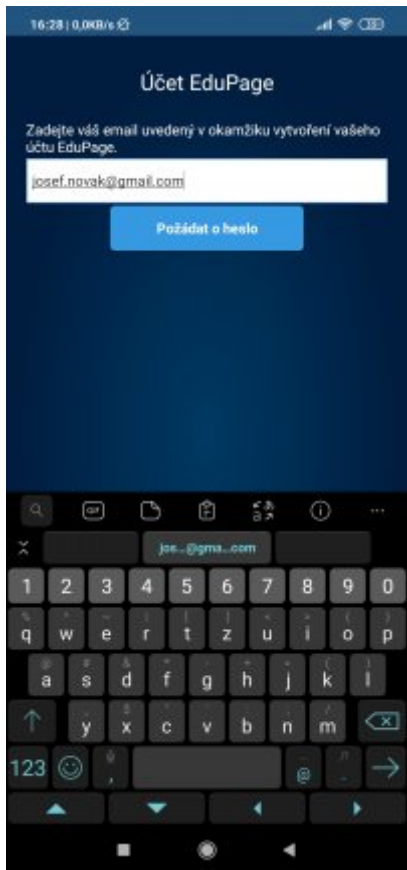 16:28 | 0,0KB/s
Účet EduPage
Zadejte váš email uvedený v okamžiku vytvoření vašeho
účtu EduPage.
josef.novak@gmail.com
Požádat o heslo
GIF
jos…@gma…com
1 2 3 4 5 6 7 8 9 0
q w e r t z u i o p
a s d f g h j k l
y x c v b n m
123 , @ -